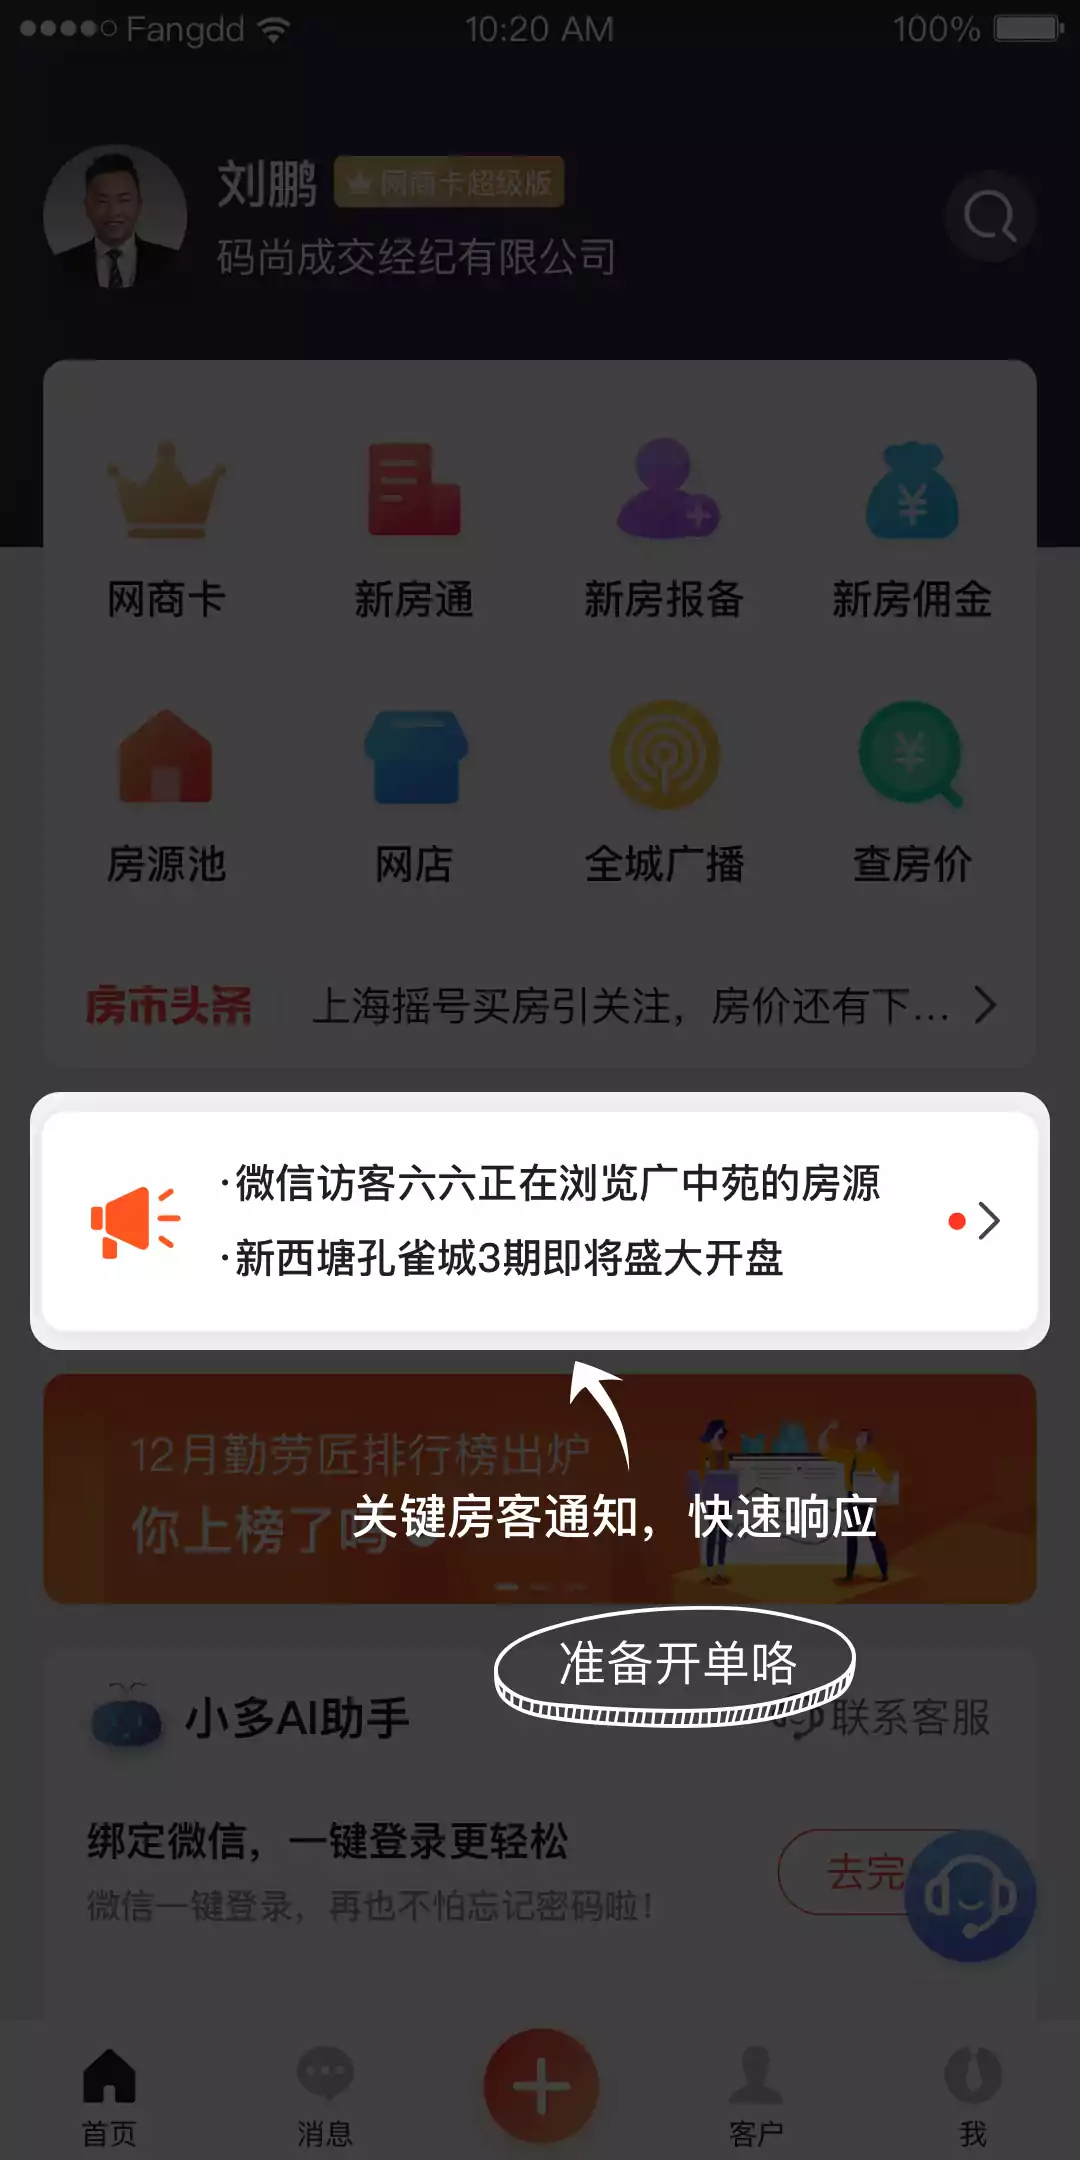 Fangdd
10:20 AM
100%
刘鹏
网商卡超级版
码尚成交经纪有限公司
网商卡
新房通
新房报备
新房佣金
房源池
网店
全城广播
查房价
房市头条
上海摇号买房引关注，房价还有下...
·微信访客六六正在浏览广中苑的房源
·新西塘孔雀城3期即将盛大开盘
12月勤劳匠排行榜出炉
你上榜了吗
关键房客通知，快速响应
准备开单咯
小多AI助手
联系客服
绑定微信，一键登录更轻松
微信一键登录，再也不怕忘记密码啦！
去完
首页
消息
客户
我